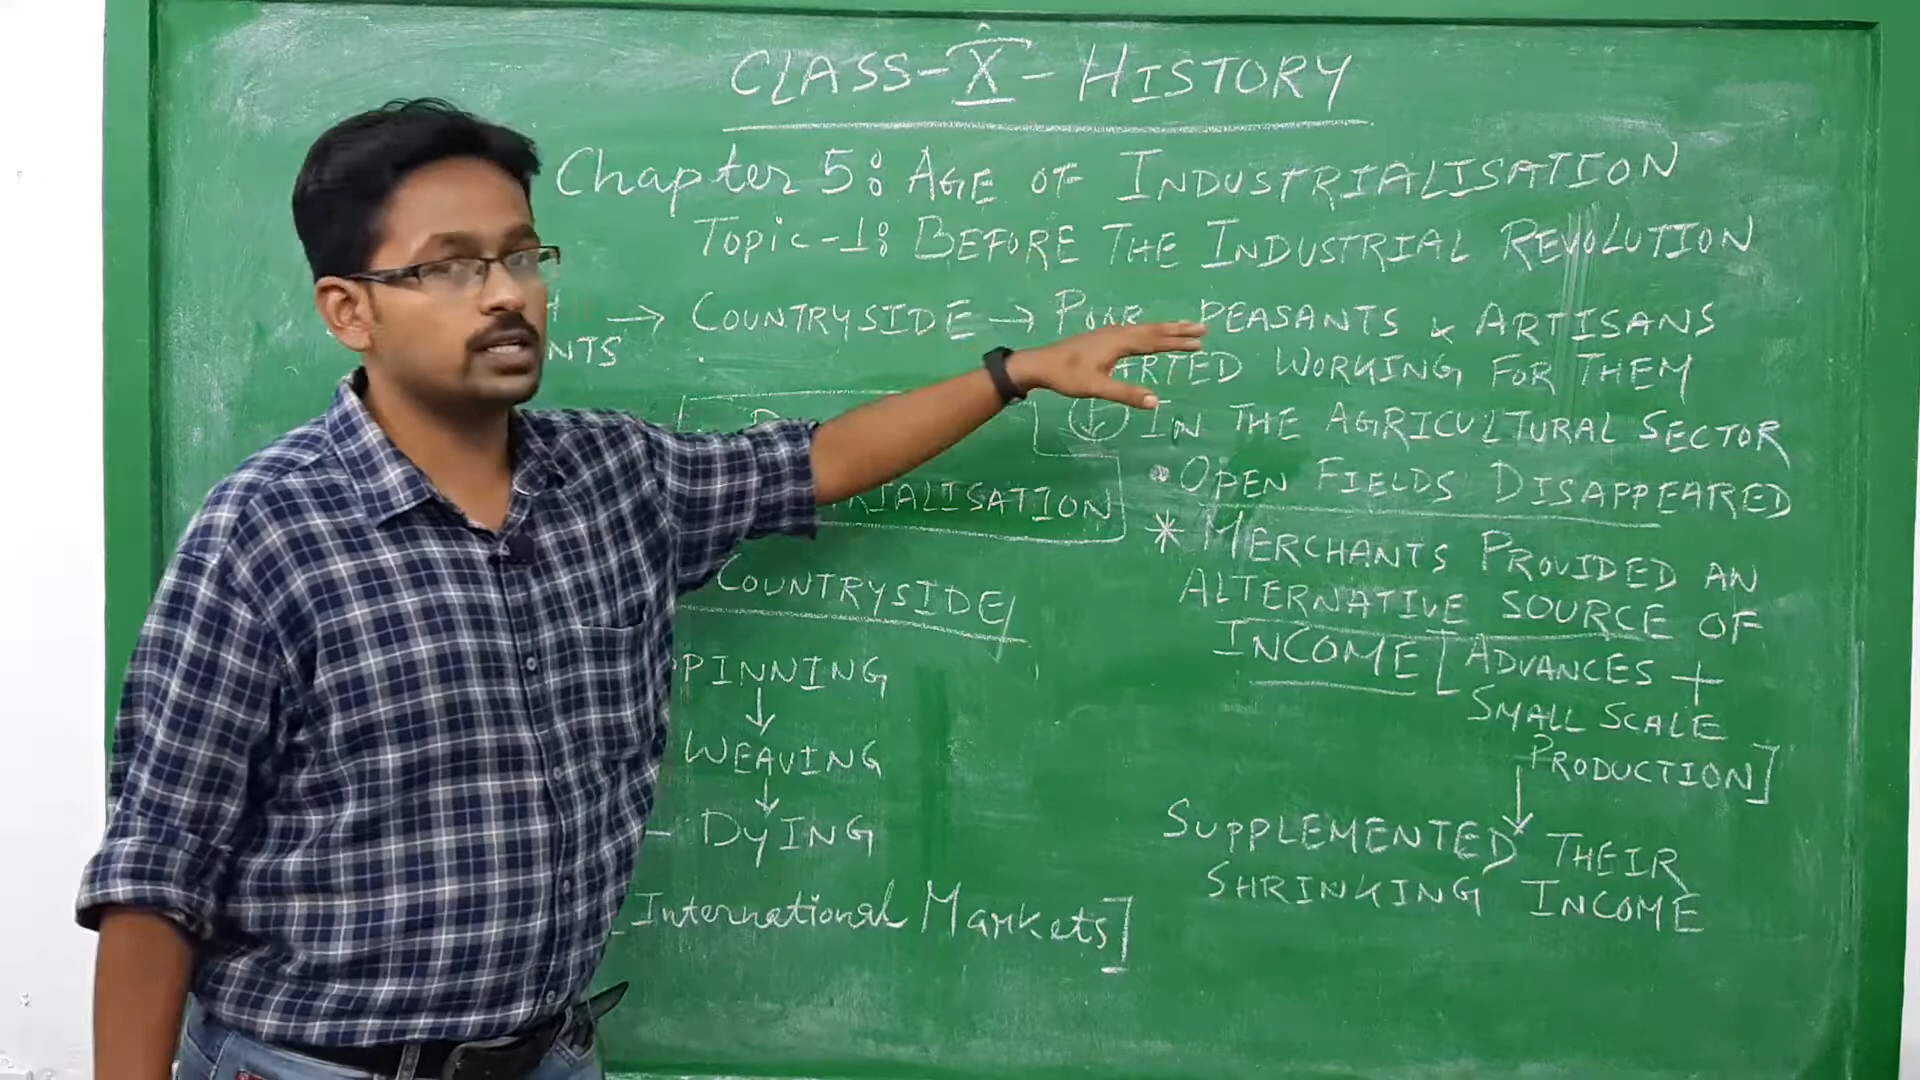 CLASS-X-HISTORY
Chapter 5: AGE OF INDUSTRIALISATION
Topic-1: BEFORE THE INDUSTRIAL REVOLUTION
→ COUNTRYSIDE → POOR PEASANTS & ARTISANS
NTS
ARTED WORKING FOR THEM
IN THE AGRICULTURAL SECTOR
• OPEN FIELDS DISAPPEARED
RIALISATION
* MERCHANTS PROVIDED AN
ALTERNATIVE SOURCE OF
INCOME [ADVANCES +
SMALL SCALE
PRODUCTION]
↓
SUPPLEMENTED THEIR
SHRINKING INCOME
COUNTRYSIDE
PINNING
↓
WEAVING
↓
- DYING
[International Markets]